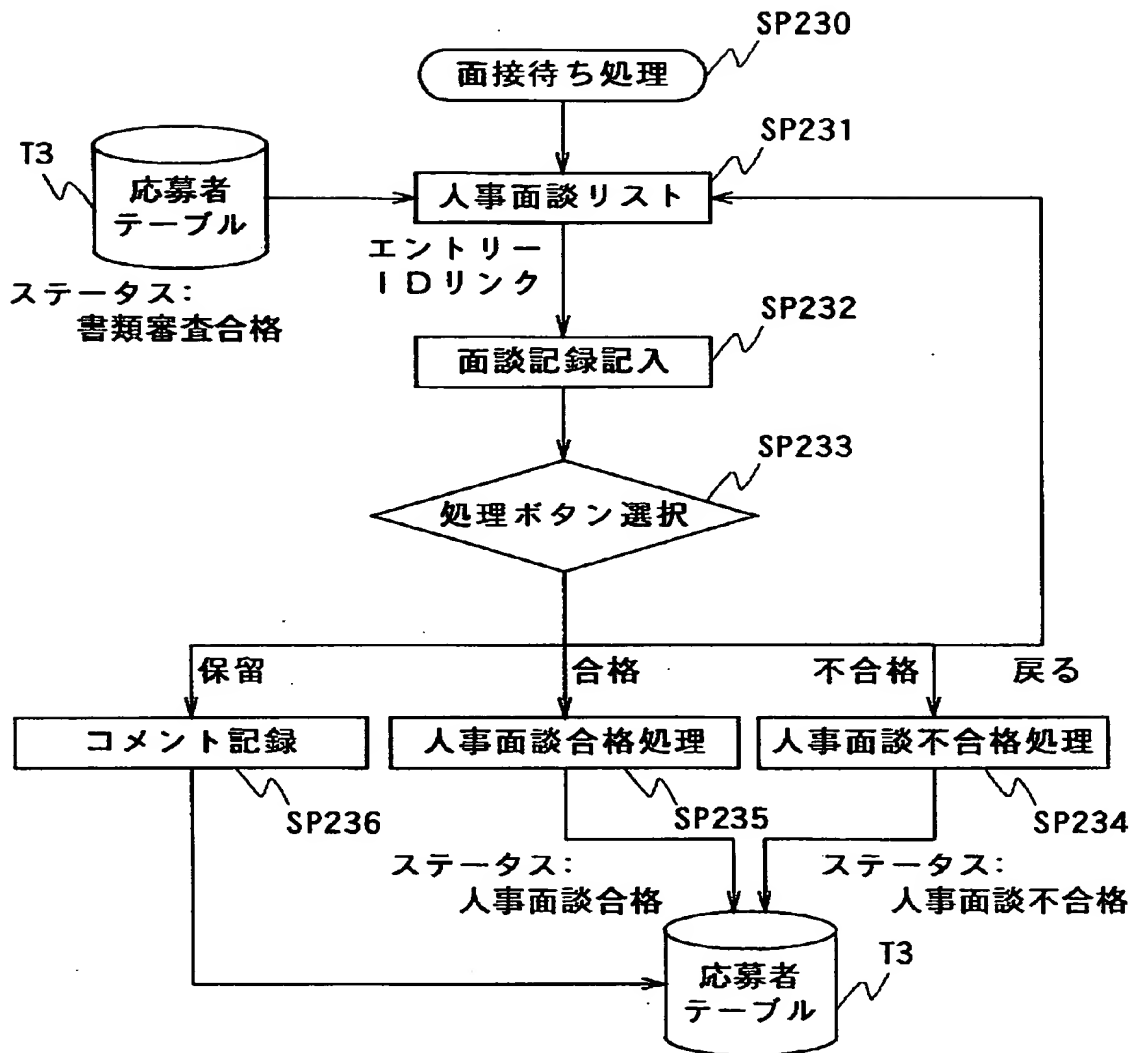 SP230
面接待ち処理
SP231
T3
応募者
テーブル
人事面談リスト
エントリー
IDリンク
ステータス:
書類審査合格
SP232
面談記録記入
SP233
処理ボタン選択
保留
合格
不合格
戻る
コメント記録
人事面談合格処理
人事面談不合格処理
SP236
SP235
SP234
ステータス:
人事面談合格
ステータス:
人事面談不合格
T3
応募者
テーブル